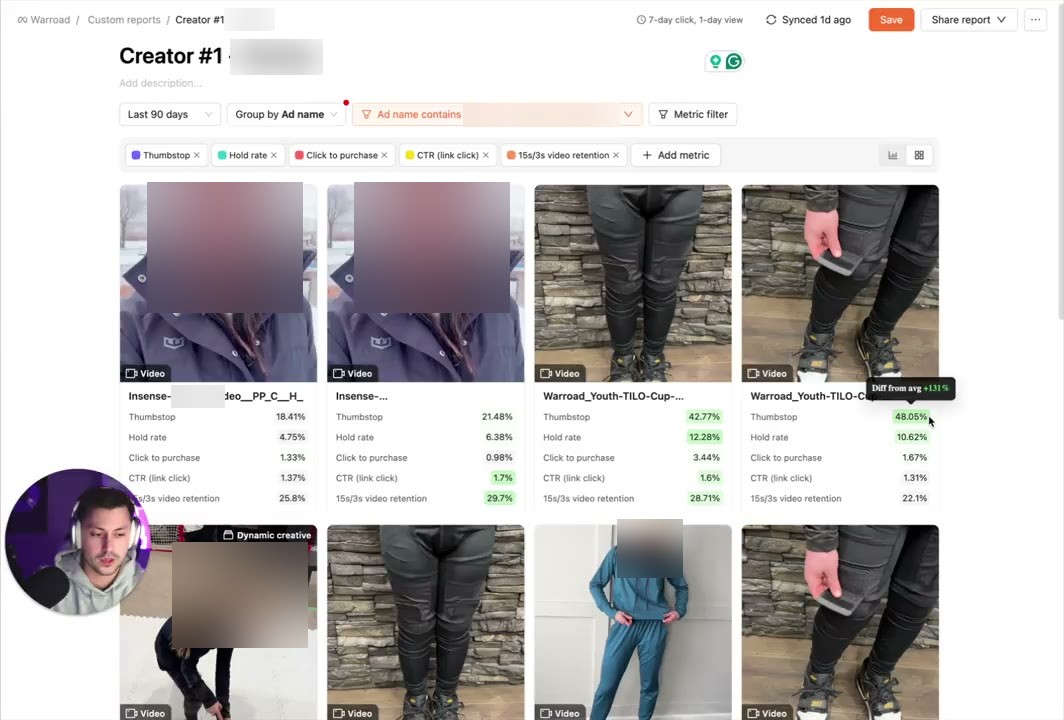 Warroad / Custom reports / Creator #1
7-day click, 1-day view Synced 1d ago Save Share report
Creator #1 -
Add description...
Last 90 days Group by Ad name Ad name contains Metric filter
Thumbstop Hold rate Click to purchase CTR (link click) 15s/3s video retention Add metric
Video Video Video Video
Diff from avg +131%
Insense- deo__PP_C__H_ Insense-... Warroad_Youth-TILO-Cup-... Warroad_Youth-TILO-Cup-
Thumbstop 18.41% Thumbstop 21.48% Thumbstop 42.77% Thumbstop 48.05%
Hold rate 4.75% Hold rate 6.38% Hold rate 12.28% Hold rate 10.62%
Click to purchase 1.33% Click to purchase 0.98% Click to purchase 3.44% Click to purchase 1.67%
CTR (link click) 1.37% CTR (link click) 1.7% CTR (link click) 1.6% CTR (link click) 1.31%
15s/3s video retention 25.8% 15s/3s video retention 29.7% 15s/3s video retention 28.71% 15s/3s video retention 22.1%
Dynamic creative
Video Video Video Video